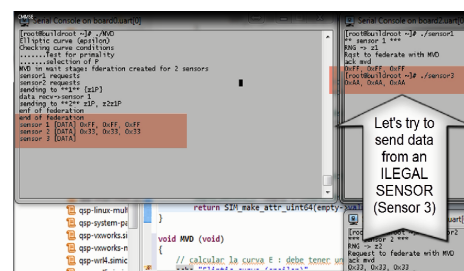 CMMSE
Serial Console on board0.uart[0]
[root@buildroot ~]# ./MVD
Elliptic curve (epsilon)
Checking curve conditions
.......Test for primality
.......selection of P
MVD in wait stage: federation created for 2 sensors
sensor1 requests
sensor2 requests
sending to **1** [z1P]
data recv->sensor 1
sending to **2** z1P, z2z1P
enf of federation
end of federation
sensor 1 [DATA] 0xFF, 0xFF, 0xFF
sensor 2 [DATA] 0x33, 0x33, 0x33
sensor 3 [DATA]
Serial Console on board1.uart[0]
[root@buildroot ~]# ./sensor1
** sensor 1 ***
RNG -> z1
Rqst to federate with MVD
ack mvd
0xFF, 0xFF, 0xFF
[root@buildroot ~]# ./sensor3
0xAA, 0xAA, 0xAA
Let's try to
send data
from an
ILEGAL
SENSOR
(Sensor 3)
uart[
** sensor 2 ***
RNG -> z2
Request to federate with MVD
ack mvd
0x33, 0x33, 0x33
qsp-linux-mult
qsp-system-pa
qsp-vxworks.si
qsp-vxworks-n
qsp-wrl4.simic
return SIM_make_attr_uint64(empty->
}
void MVD (void)
{
// calcular la curva E : debe tener un